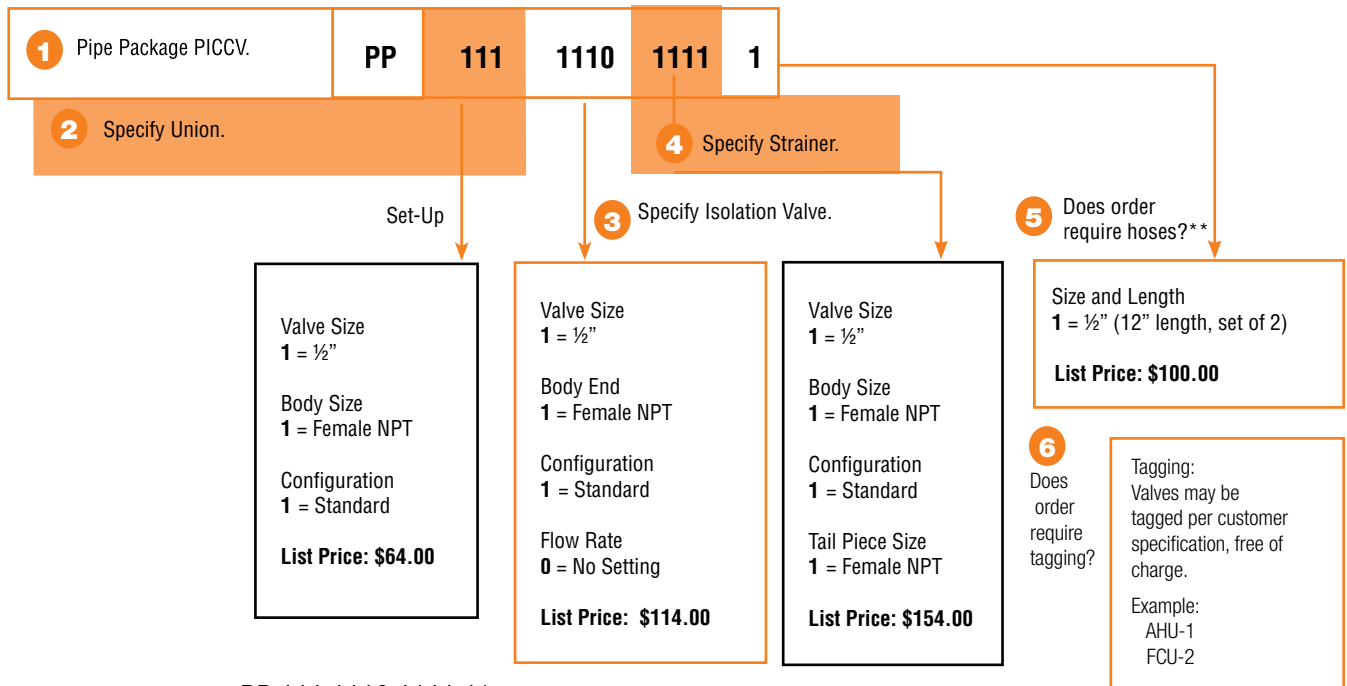 1 Pipe Package PICCV.
PP 111 1110 1111 1
2 Specify Union.
4 Specify Strainer.
Set-Up
3 Specify Isolation Valve.
5 Does order
require hoses?**
Valve Size
1 = ½”
Body Size
1 = Female NPT
Configuration
1 = Standard
List Price: $64.00
Valve Size
1 = ½”
Body End
1 = Female NPT
Configuration
1 = Standard
Flow Rate
0 = No Setting
List Price: $114.00
Valve Size
1 = ½”
Body Size
1 = Female NPT
Configuration
1 = Standard
Tail Piece Size
1 = Female NPT
List Price: $154.00
Size and Length
1 = ½” (12” length, set of 2)
List Price: $100.00
6
Does
order
require
tagging?
Tagging:
Valves may be
tagged per customer
specification, free of
charge.
Example:
AHU-1
FCU-2